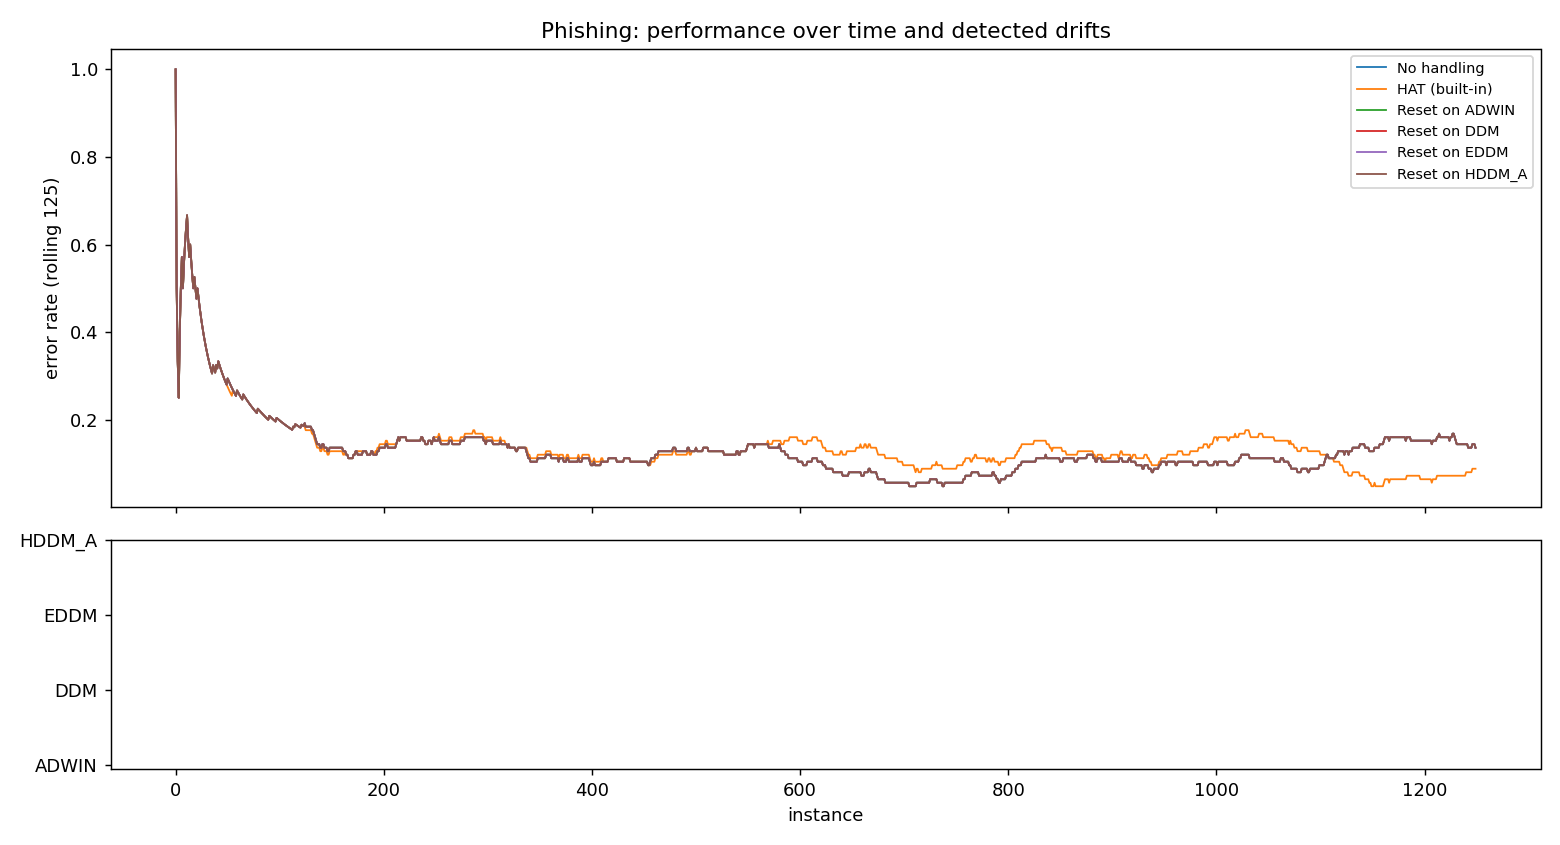 Phishing: performance over time and detected drifts
error rate (rolling 125)
1.0
0.8
0.6
0.4
0.2
No handling
HAT (built-in)
Reset on ADWIN
Reset on DDM
Reset on EDDM
Reset on HDDM_A
HDDM_A
EDDM
DDM
ADWIN
0 200 400 600 800 1000 1200
instance